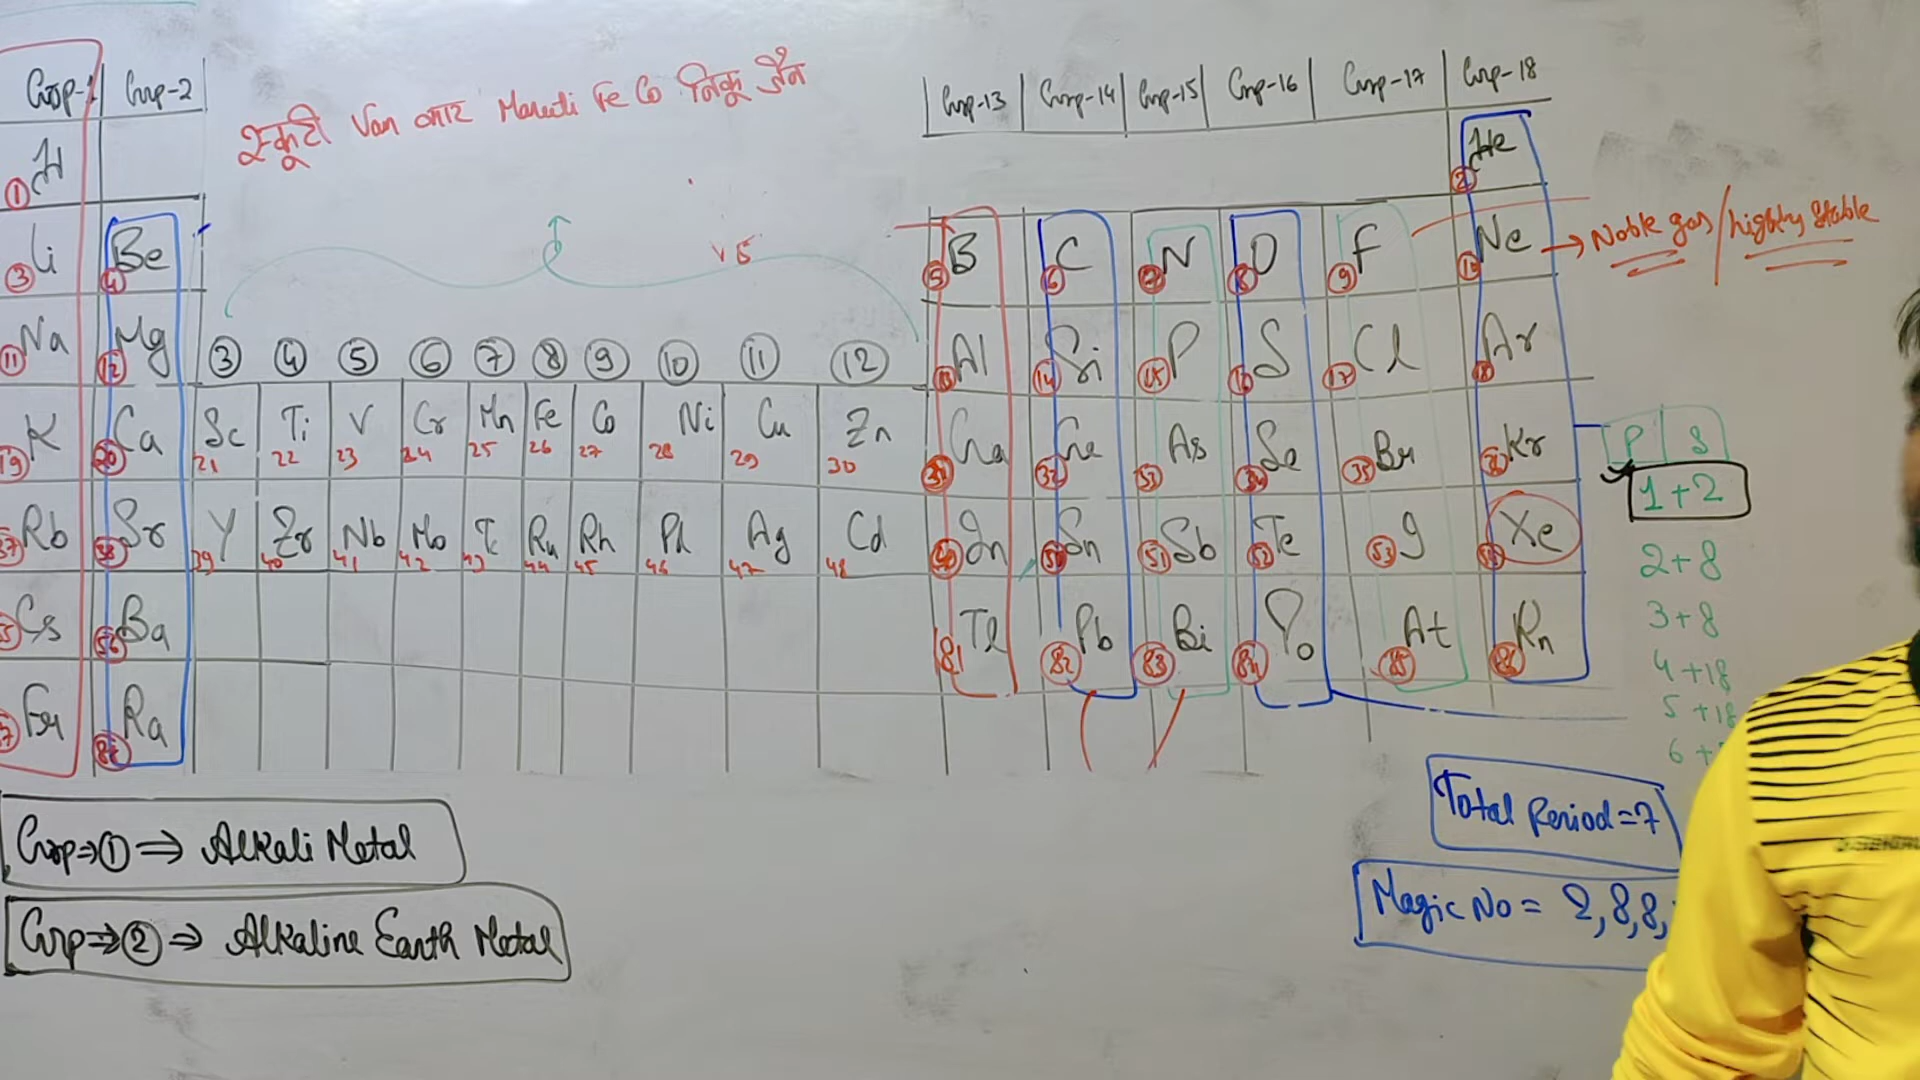 Grop-1 Grp-2 Grp-13 Grp-14 Grp-15 Grp-16 Grp-17 Grp-18
स्कूटी Van कार Maruti Fe Co निकू जैन
H 1 He 2
Li 3 Be 4 B 5 C 6 N 7 O 8 F 9 Ne 10 → Noble gas / highly stable
Na 11 Mg 12 3 4 5 6 7 8 9 10 11 12 Al 13 Si 14 P 15 S 16 Cl 17 Ar 18
K 19 Ca 20 Sc 21 Ti 22 V 23 Cr 24 Mn 25 Fe 26 Co 27 Ni 28 Cu 29 Zn 30 Ga 31 Ge 32 As 53 Se 34 Br 35 Kr 36
Rb 37 Sr 38 Y 39 Zr 40 Nb 41 Mo 42 Tc 43 Ru 44 Rh 45 Pd 46 Ag 47 Cd 48 In Sn 50 Sb 51 Te 52 I 53 Xe 54
Cs Ba 56 Tl 81 Pb 82 Bi 83 Po 84 At 85 Rn 86
Fr Ra
P S
1+2
2+8
3+8
4+18
5+18
6+
Total Period=7
Magic No = 2,8,8,
Grp⇒① ⇒ Alkali Metal
Grp⇒② ⇒ Alkaline Earth Metal